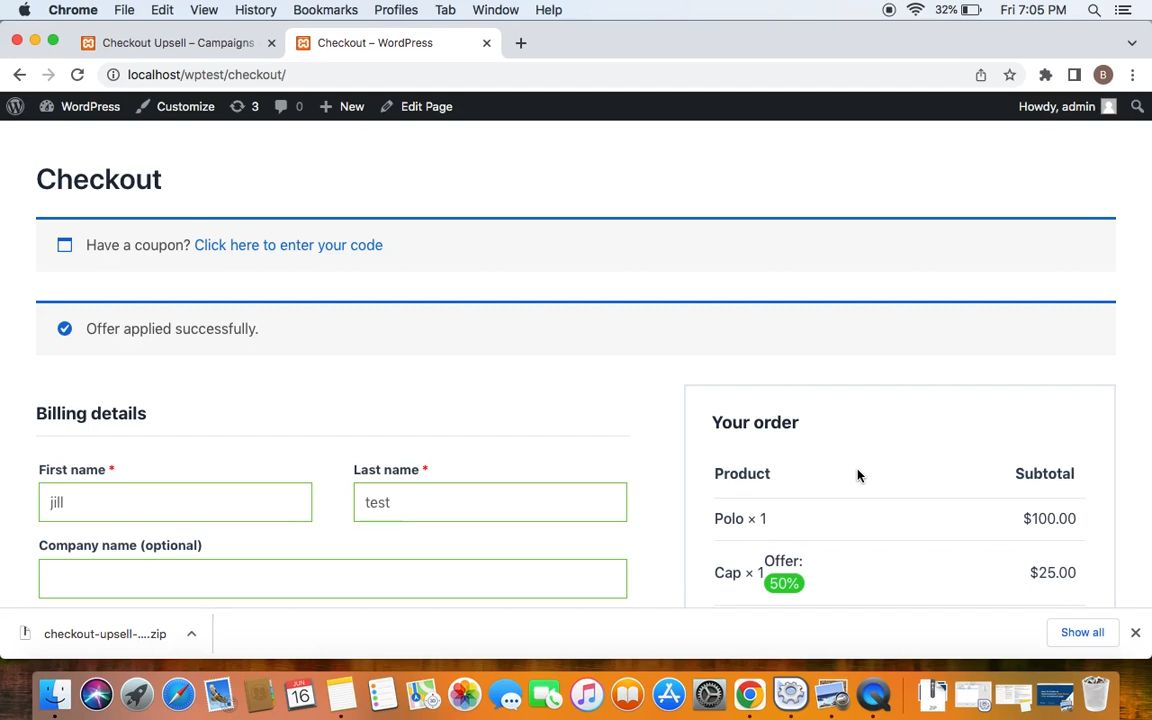 Chrome File Edit View History Bookmarks Profiles Tab Window Help 32% Fri 7:05 PM
Checkout Upsell – Campaigns Checkout – WordPress
localhost/wptest/checkout/ B
WordPress Customize 3 0 New Edit Page Howdy, admin
Checkout
Have a coupon? Click here to enter your code
Offer applied successfully.
Billing details
Your order
First name * Last name *
Product Subtotal
jill test
Polo × 1 $100.00
Company name (optional)
Cap × 1 Offer: $25.00
50%
checkout-upsell-....zip Show all
JUN
16
ZIP